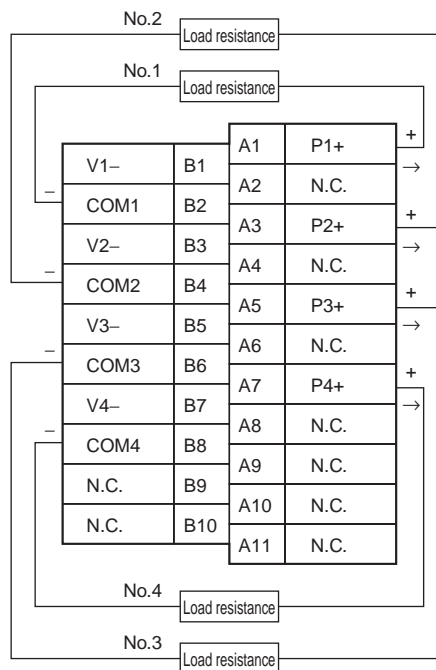 No.2
Load resistance
No.1
Load resistance
A1 P1+ +
V1– B1 →
A2 N.C.
– COM1 B2
A3 P2+ +
V2– B3 →
A4 N.C.
– COM2 B4
A5 P3+ +
V3– B5 →
A6 N.C.
– COM3 B6
A7 P4+ +
V4– B7 →
A8 N.C.
– COM4 B8
A9 N.C.
N.C. B9
A10 N.C.
N.C. B10
A11 N.C.
No.4
Load resistance
No.3
Load resistance